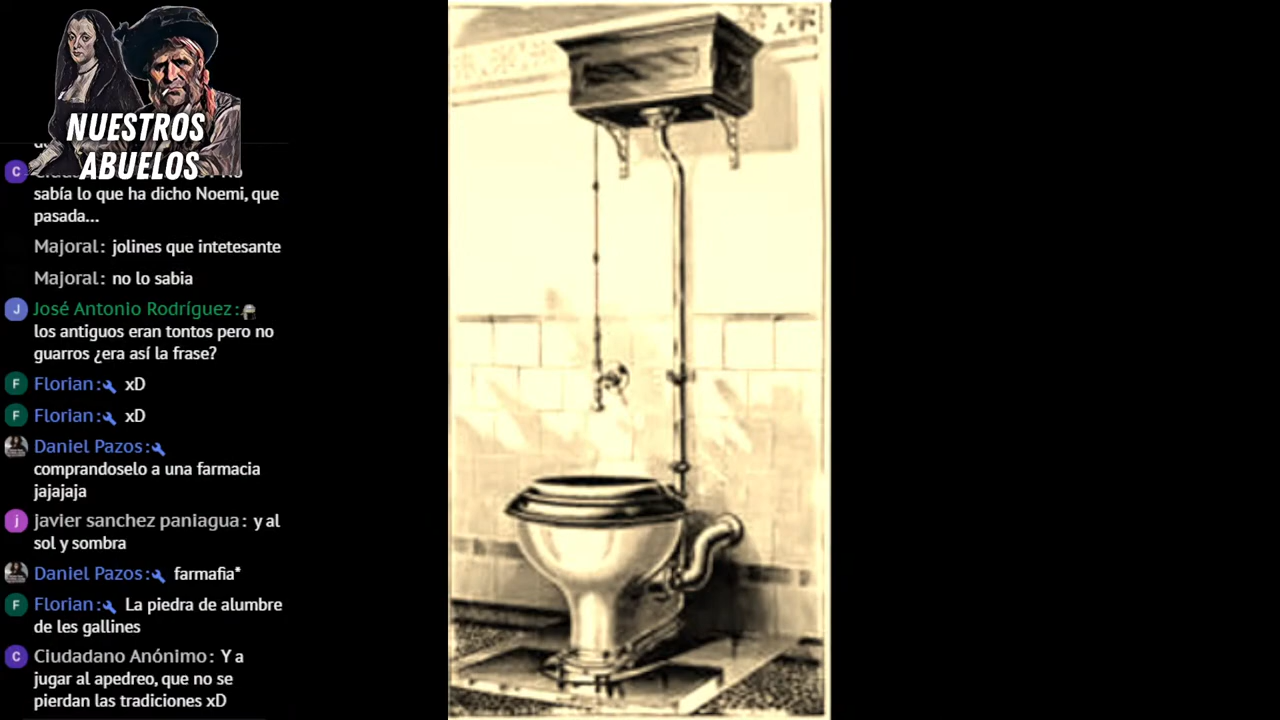 NUESTROS
ABUELOS
sabía lo que ha dicho Noemi, que
pasada...
Majoral: jolines que intetesante
Majoral: no lo sabia
J José Antonio Rodríguez:
los antiguos eran tontos pero no
guarros ¿era así la frase?
F Florian: xD
F Florian: xD
Daniel Pazos:
comprandoselo a una farmacia
jajajaja
j javier sanchez paniagua: y al
sol y sombra
Daniel Pazos: farmafia*
F Florian: La piedra de alumbre
de les gallines
C Ciudadano Anónimo: Y a
jugar al apedreo, que no se
pierdan las tradiciones xD